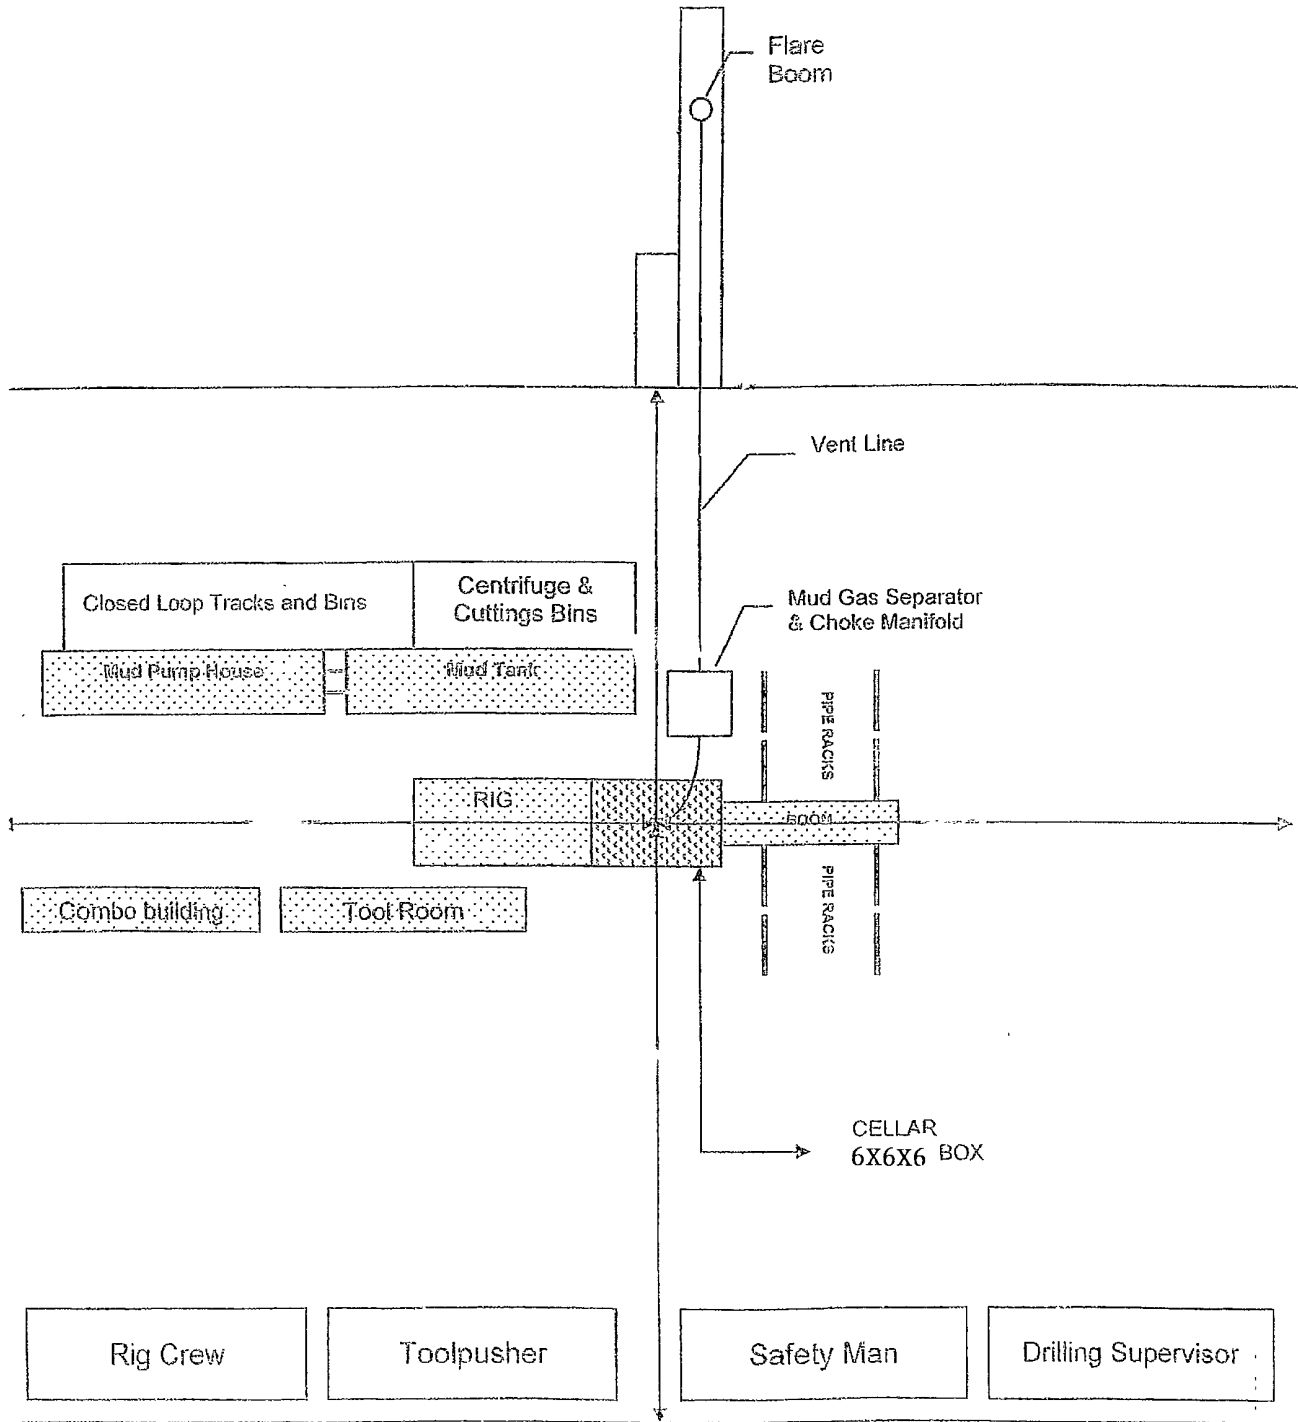 Flare
Boom
Vent Line
Closed Loop Tracks and Bins
Centrifuge &
Cuttings Bins
Mud Gas Separator
& Choke Manifold
Mud Pump House
Mud Tank
PIPE RACKS
RIG
BOOM
PIPE RACKS
Combo building
Tool Room
CELLAR
6X6X6 BOX
Rig Crew
Toolpusher
Safety Man
Drilling Supervisor